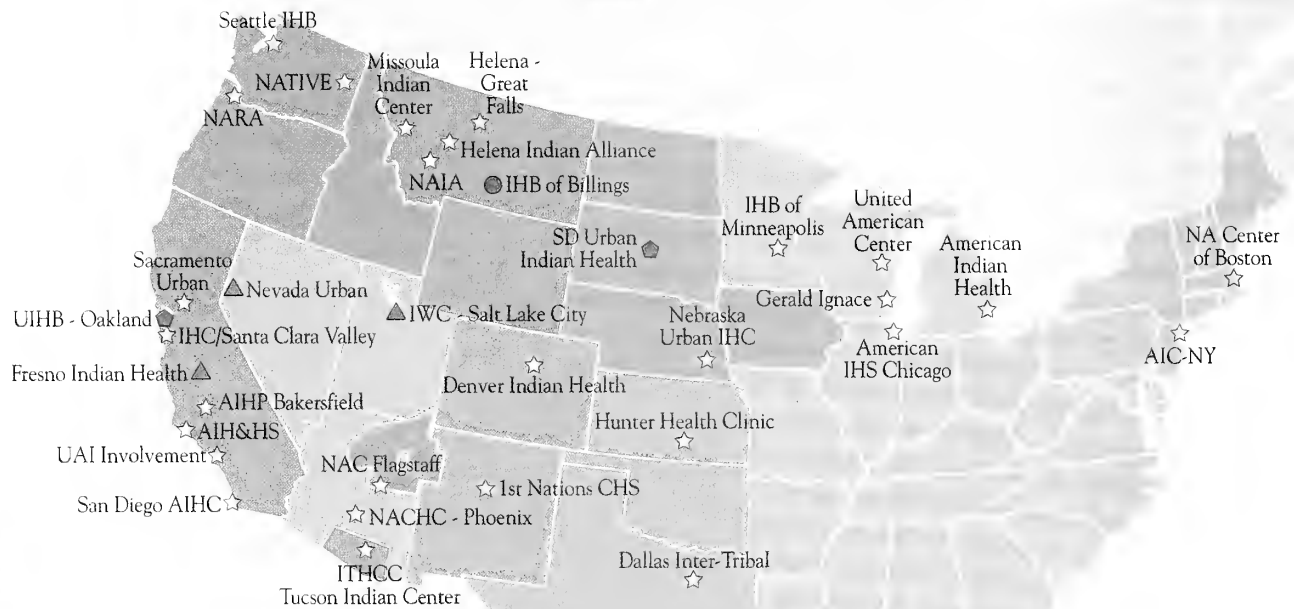 Seattle IHB
NATIVE
NARA
Missoula
Indian
Center
Helena -
Great
Falls
Helena Indian Alliance
NAIA
IHB of Billings
SD Urban
Indian Health
IHB of
Minneapolis
United
American
Center
American
Indian
Health
NA Center
of Boston
Sacramento
Urban
Nevada Urban
UIHB - Oakland
IHC/Santa Clara Valley
IWC - Salt Lake City
Gerald Ignace
Nebraska
Urban IHC
American
IHS Chicago
AIC-NY
Fresno Indian Health
Denver Indian Health
AIHP Bakersfield
AIH&HS
Hunter Health Clinic
UAI Involvement
NAC Flagstaff
San Diego AIHC
1st Nations CHS
NACHC - Phoenix
Dallas Inter-Tribal
ITHCC
Tucson Indian Center